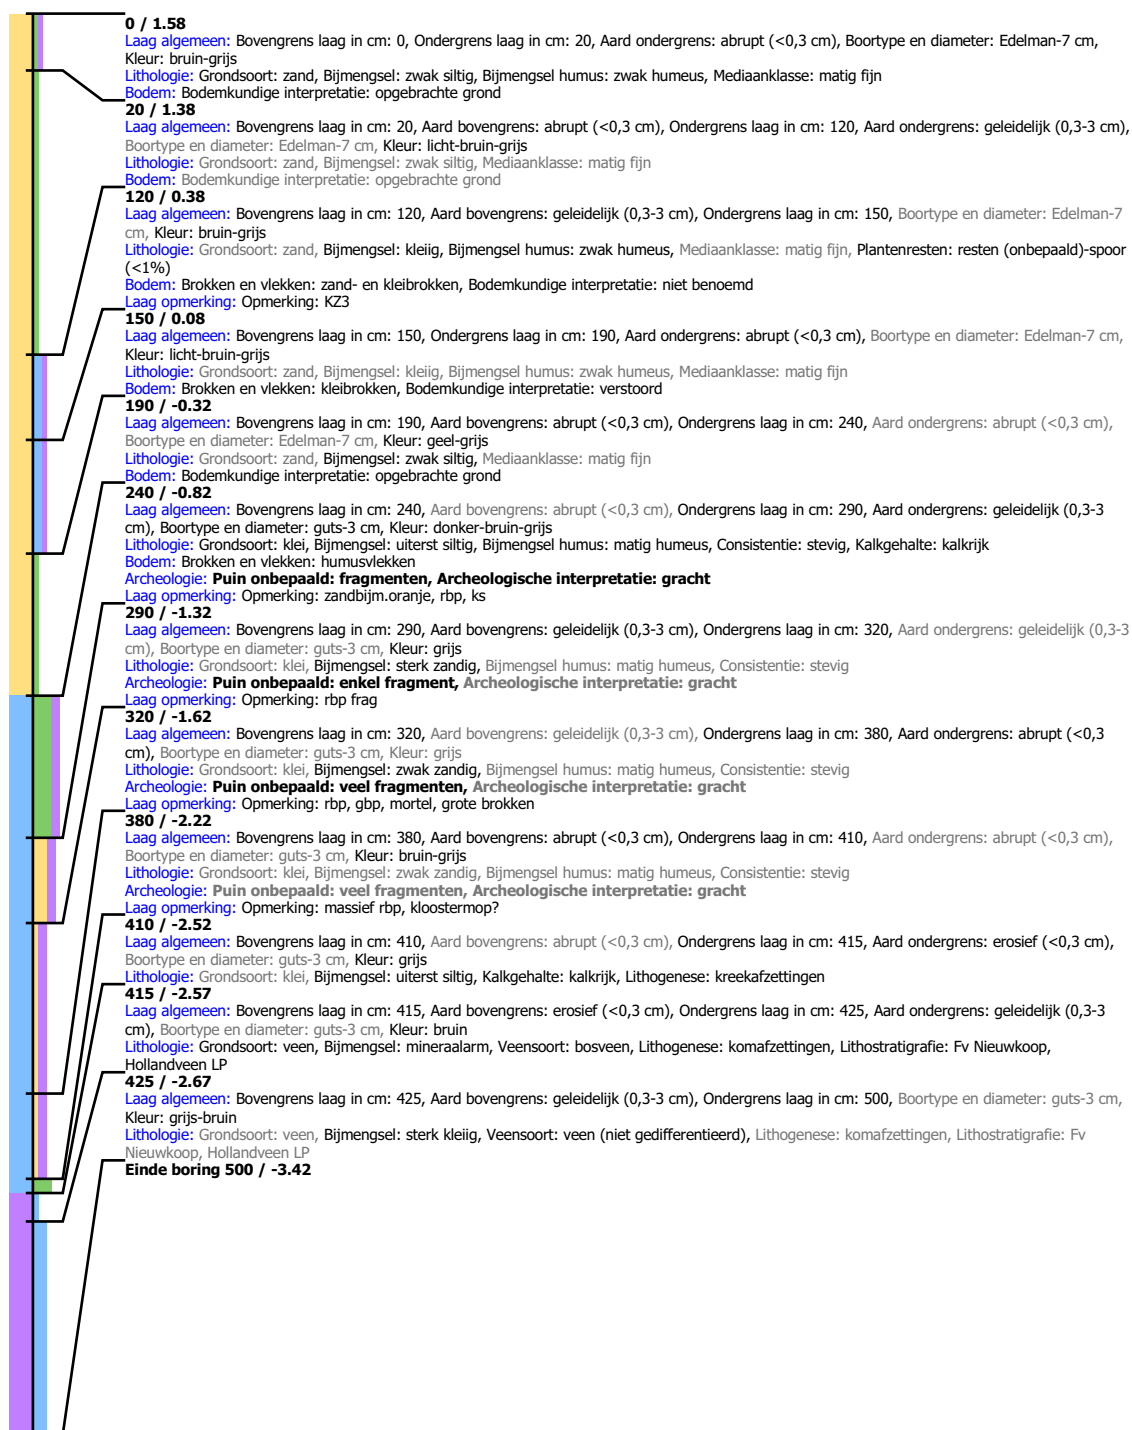 0 / 1.58
Laag algemeen: Bovengrens laag in cm: 0, Ondergrens laag in cm: 20, Aard ondergrens: abrupt (<0,3 cm), Boortype en diameter: Edelman-7 cm,
Kleur: bruin-grijs
Lithologie: Grondsoort: zand, Bijmengsel: zwak siltig, Bijmengsel humus: zwak humeus, Mediaanklasse: matig fijn
Bodem: Bodemkundige interpretatie: opgebrachte grond
20 / 1.38
Laag algemeen: Bovengrens laag in cm: 20, Aard bovengrens: abrupt (<0,3 cm), Ondergrens laag in cm: 120, Aard ondergrens: geleidelijk (0,3-3 cm),
Boortype en diameter: Edelman-7 cm, Kleur: licht-bruin-grijs
Lithologie: Grondsoort: zand, Bijmengsel: zwak siltig, Mediaanklasse: matig fijn
Bodem: Bodemkundige interpretatie: opgebrachte grond
120 / 0.38
Laag algemeen: Bovengrens laag in cm: 120, Aard bovengrens: geleidelijk (0,3-3 cm), Ondergrens laag in cm: 150, Boortype en diameter: Edelman-7
cm, Kleur: bruin-grijs
Lithologie: Grondsoort: zand, Bijmengsel: kleiig, Bijmengsel humus: zwak humeus, Mediaanklasse: matig fijn, Plantenresten: resten (onbepaald)-spoor
(<1%)
Bodem: Brokken en vlekken: zand- en kleibrokken, Bodemkundige interpretatie: niet benoemd
Laag opmerking: Opmerking: KZ3
150 / 0.08
Laag algemeen: Bovengrens laag in cm: 150, Ondergrens laag in cm: 190, Aard ondergrens: abrupt (<0,3 cm), Boortype en diameter: Edelman-7 cm,
Kleur: licht-bruin-grijs
Lithologie: Grondsoort: zand, Bijmengsel: kleiig, Bijmengsel humus: zwak humeus, Mediaanklasse: matig fijn
Bodem: Brokken en vlekken: kleibrokken, Bodemkundige interpretatie: verstoord
190 / -0.32
Laag algemeen: Bovengrens laag in cm: 190, Aard bovengrens: abrupt (<0,3 cm), Ondergrens laag in cm: 240, Aard ondergrens: abrupt (<0,3 cm),
Boortype en diameter: Edelman-7 cm, Kleur: geel-grijs
Lithologie: Grondsoort: zand, Bijmengsel: zwak siltig, Mediaanklasse: matig fijn
Bodem: Bodemkundige interpretatie: opgebrachte grond
240 / -0.82
Laag algemeen: Bovengrens laag in cm: 240, Aard bovengrens: abrupt (<0,3 cm), Ondergrens laag in cm: 290, Aard ondergrens: geleidelijk (0,3-3
cm), Boortype en diameter: guts-3 cm, Kleur: donker-bruin-grijs
Lithologie: Grondsoort: klei, Bijmengsel: uiterst siltig, Bijmengsel humus: matig humeus, Consistentie: stevig, Kalkgehalte: kalkrijk
Bodem: Brokken en vlekken: humusvlekken
Archeologie: Puin onbepaald: fragmenten, Archeologische interpretatie: gracht
Laag opmerking: Opmerking: zandbijm.oranje, rbp, ks
290 / -1.32
Laag algemeen: Bovengrens laag in cm: 290, Aard bovengrens: geleidelijk (0,3-3 cm), Ondergrens laag in cm: 320, Aard ondergrens: geleidelijk (0,3-3
cm), Boortype en diameter: guts-3 cm, Kleur: grijs
Lithologie: Grondsoort: klei, Bijmengsel: sterk zandig, Bijmengsel humus: matig humeus, Consistentie: stevig
Archeologie: Puin onbepaald: enkel fragment, Archeologische interpretatie: gracht
Laag opmerking: Opmerking: rbp frag
320 / -1.62
Laag algemeen: Bovengrens laag in cm: 320, Aard bovengrens: geleidelijk (0,3-3 cm), Ondergrens laag in cm: 380, Aard ondergrens: abrupt (<0,3
cm), Boortype en diameter: guts-3 cm, Kleur: grijs
Lithologie: Grondsoort: klei, Bijmengsel: zwak zandig, Bijmengsel humus: matig humeus, Consistentie: stevig
Archeologie: Puin onbepaald: veel fragmenten, Archeologische interpretatie: gracht
Laag opmerking: Opmerking: rbp, gbp, mortel, grote brokken
380 / -2.22
Laag algemeen: Bovengrens laag in cm: 380, Aard bovengrens: abrupt (<0,3 cm), Ondergrens laag in cm: 410, Aard ondergrens: abrupt (<0,3 cm),
Boortype en diameter: guts-3 cm, Kleur: bruin-grijs
Lithologie: Grondsoort: klei, Bijmengsel: zwak zandig, Bijmengsel humus: matig humeus, Consistentie: stevig
Archeologie: Puin onbepaald: veel fragmenten, Archeologische interpretatie: gracht
Laag opmerking: Opmerking: massief rbp, kloostermop?
410 / -2.52
Laag algemeen: Bovengrens laag in cm: 410, Aard bovengrens: abrupt (<0,3 cm), Ondergrens laag in cm: 415, Aard ondergrens: erosief (<0,3 cm),
Boortype en diameter: guts-3 cm, Kleur: grijs
Lithologie: Grondsoort: klei, Bijmengsel: uiterst siltig, Kalkgehalte: kalkrijk, Lithogenese: kreekafzettingen
415 / -2.57
Laag algemeen: Bovengrens laag in cm: 415, Aard bovengrens: erosief (<0,3 cm), Ondergrens laag in cm: 425, Aard ondergrens: geleidelijk (0,3-3
cm), Boortype en diameter: guts-3 cm, Kleur: bruin
Lithologie: Grondsoort: veen, Bijmengsel: mineraalarm, Veensoort: bosveen, Lithogenese: komafzettingen, Lithostratigrafie: Fv Nieuwkoop,
Hollandveen LP
425 / -2.67
Laag algemeen: Bovengrens laag in cm: 425, Aard bovengrens: geleidelijk (0,3-3 cm), Ondergrens laag in cm: 500, Boortype en diameter: guts-3 cm,
Kleur: grijs-bruin
Lithologie: Grondsoort: veen, Bijmengsel: sterk kleiig, Veensoort: veen (niet gedifferentieerd), Lithogenese: komafzettingen, Lithostratigrafie: Fv
Nieuwkoop, Hollandveen LP
Einde boring 500 / -3.42